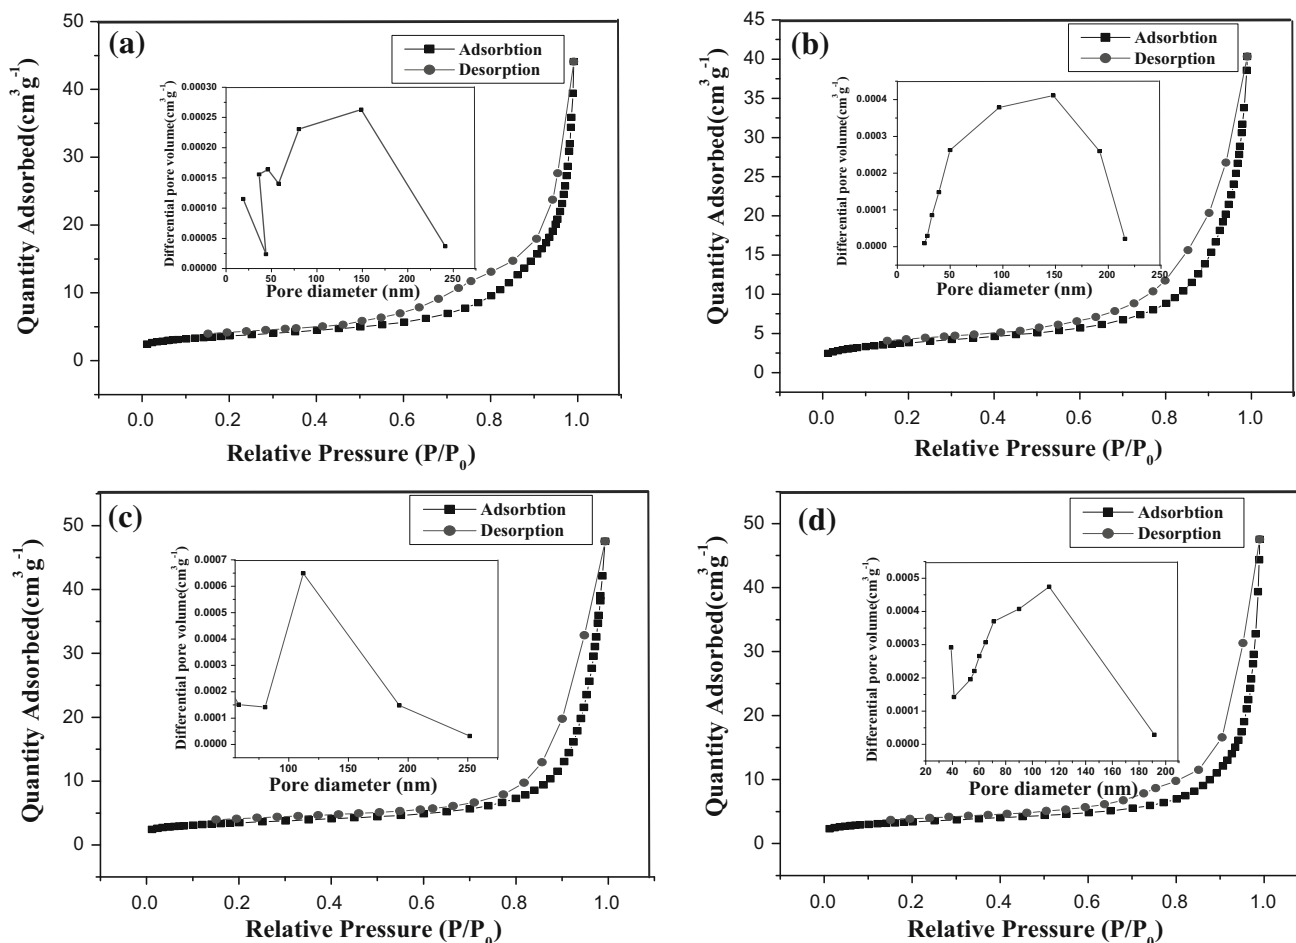 (a)
Quantity Adsorbed(cm³g⁻¹)
50
40
30
20
10
0
Adsorbtion
Desorption
Differential pore volume(cm³g⁻¹)
0.00030
0.00025
0.00020
0.00015
0.00010
0.00005
0.00000
0 50 100 150 200 250
Pore diameter (nm)
0.0 0.2 0.4 0.6 0.8 1.0
Relative Pressure (P/P₀)
(b)
Quantity Adsorbed(cm³g⁻¹)
45
40
35
30
25
20
15
10
5
0
Adsorbtion
Desorption
Differential pore volume(cm³g⁻¹)
0.0004
0.0003
0.0002
0.0001
0.0000
0 50 100 150 200 250
Pore diameter (nm)
0.0 0.2 0.4 0.6 0.8 1.0
Relative Pressure (P/P₀)
(c)
Quantity Adsorbed(cm³g⁻¹)
50
40
30
20
10
0
Adsorbtion
Desorption
Differential pore volume(cm³g⁻¹)
0.0007
0.0006
0.0005
0.0004
0.0003
0.0002
0.0001
0.0000
100 150 200 250
Pore diameter (nm)
0.0 0.2 0.4 0.6 0.8 1.0
Relative Pressure (P/P₀)
(d)
Quantity Adsorbed(cm³g⁻¹)
50
40
30
20
10
0
Adsorbtion
Desorption
Differential pore volume(cm³g⁻¹)
0.0005
0.0004
0.0003
0.0002
0.0001
0.0000
20 40 60 80 100 120 140 160 180 200
Pore diameter (nm)
0.0 0.2 0.4 0.6 0.8 1.0
Relative Pressure (P/P₀)